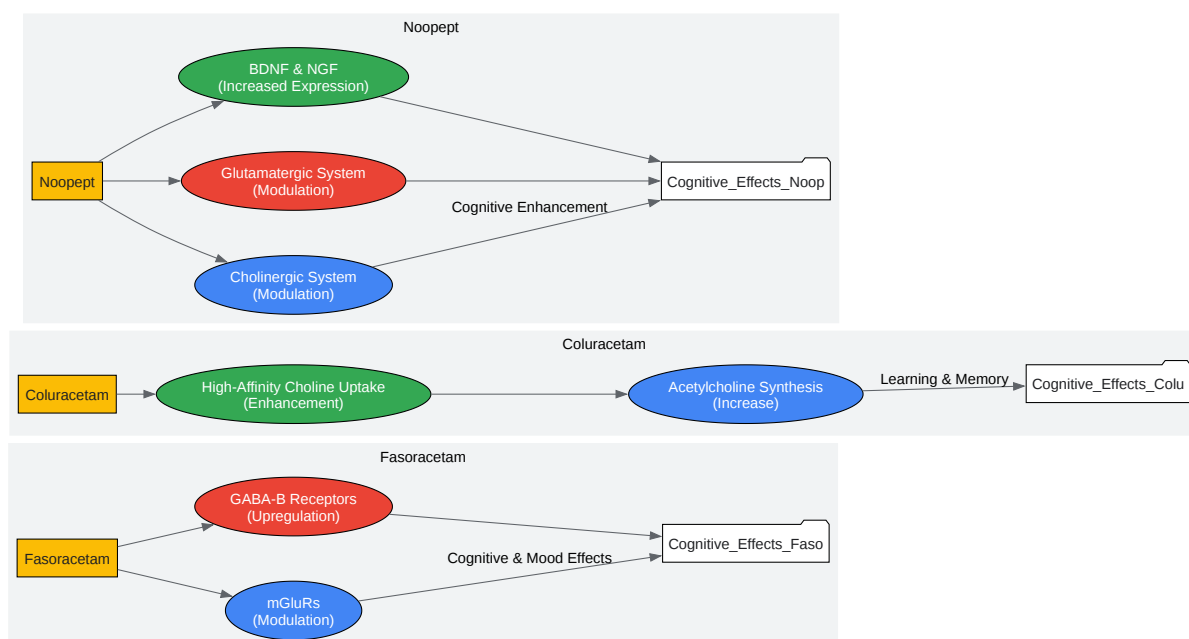 Noopept
BDNF & NGF
(Increased Expression)
Noopept
Glutamatergic System
(Modulation)
Cognitive_Effects_Noop
Cognitive Enhancement
Cholinergic System
(Modulation)
Coluracetam
Coluracetam
High-Affinity Choline Uptake
(Enhancement)
Acetylcholine Synthesis
(Increase)
Learning & Memory
Cognitive_Effects_Colu
Fasoracetam
GABA-B Receptors
(Upregulation)
Fasoracetam
Cognitive & Mood Effects
Cognitive_Effects_Faso
mGluRs
(Modulation)